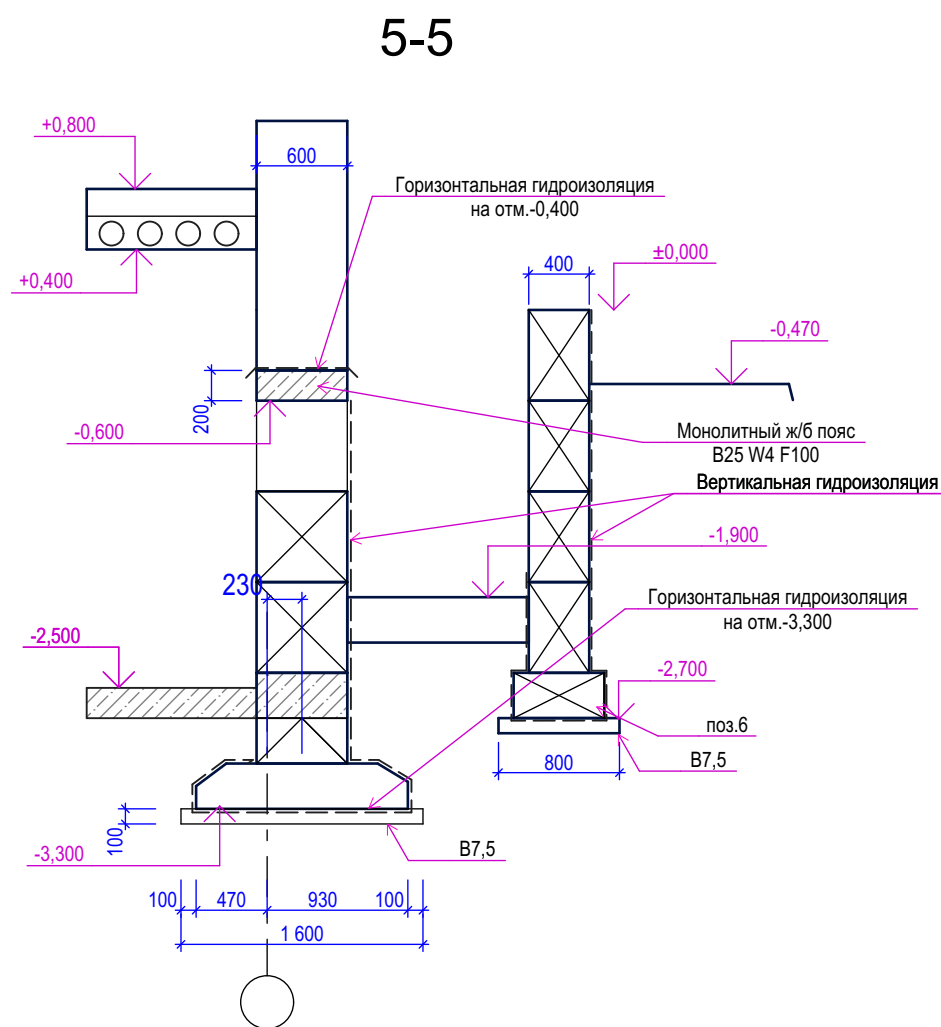 5-5
+0,800
600
Горизонтальная гидроизоляция
на отм.-0,400
+0,400
400
±0,000
-0,470
200
-0,600
Монолитный ж/б пояс
B25 W4 F100
Вертикальная гидроизоляция
-1,900
230
Горизонтальная гидроизоляция
на отм.-3,300
-2,500
-2,700
поз.6
800
B7,5
100
-3,300
B7,5
100
470
930
100
1 600